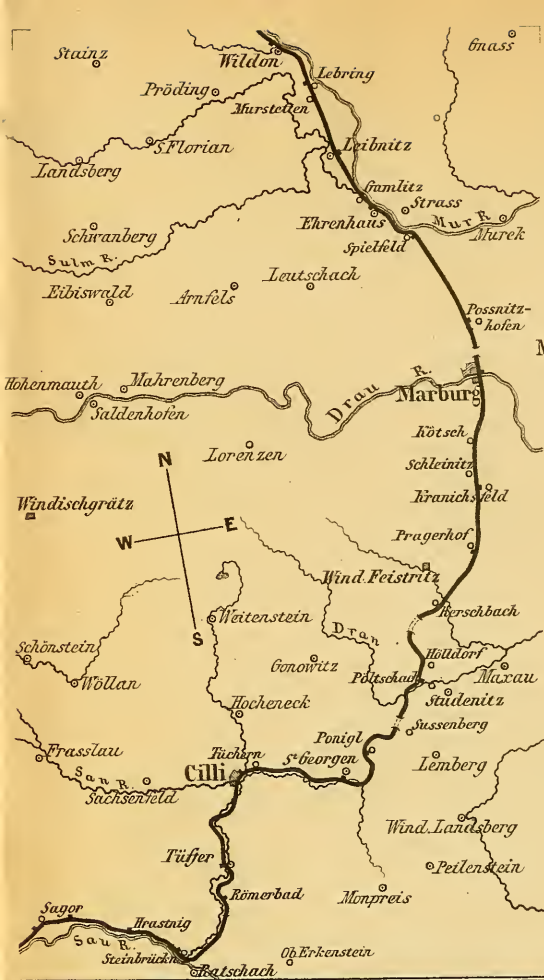 Gnass
Stainz
Wildon
Lebring
Pröding
Murstetten
S. Florian
Leibnitz
Landsberg
Gamlitz
Strass
Ehrenhaus
Mur R.
Murek
Schwanberg
Spielfeld
Sulm R.
Leutschach
Eibiswald
Arnfels
Possnitz-
hofen
M
Drau R.
Hohenmauth
Mahrenberg
Marburg
Saldenhofen
Kötsch
Lorenzen
Schleinitz
N
Kranichsfeld
Windischgrätz
E
W
Pragerhof
Wind. Feistritz
Kerschbach
Weitenstein
Dran
S
Schönstein
Hölldorf
Gonowitz
Maxau
Pöltschach
Wöllan
Studenitz
Hocheneck
Sussenberg
Ponigl
Frasslau
Tüchern
St. Georgen
Lemberg
San R.
Cilli
Sachsenfeld
Wind. Landsberg
Tüffer
Peilenstein
Römerbad
Monpreis
Sagor
Hrastnig
Sau R.
Steinbrückn
Ob. Erkenstein
Ratschach